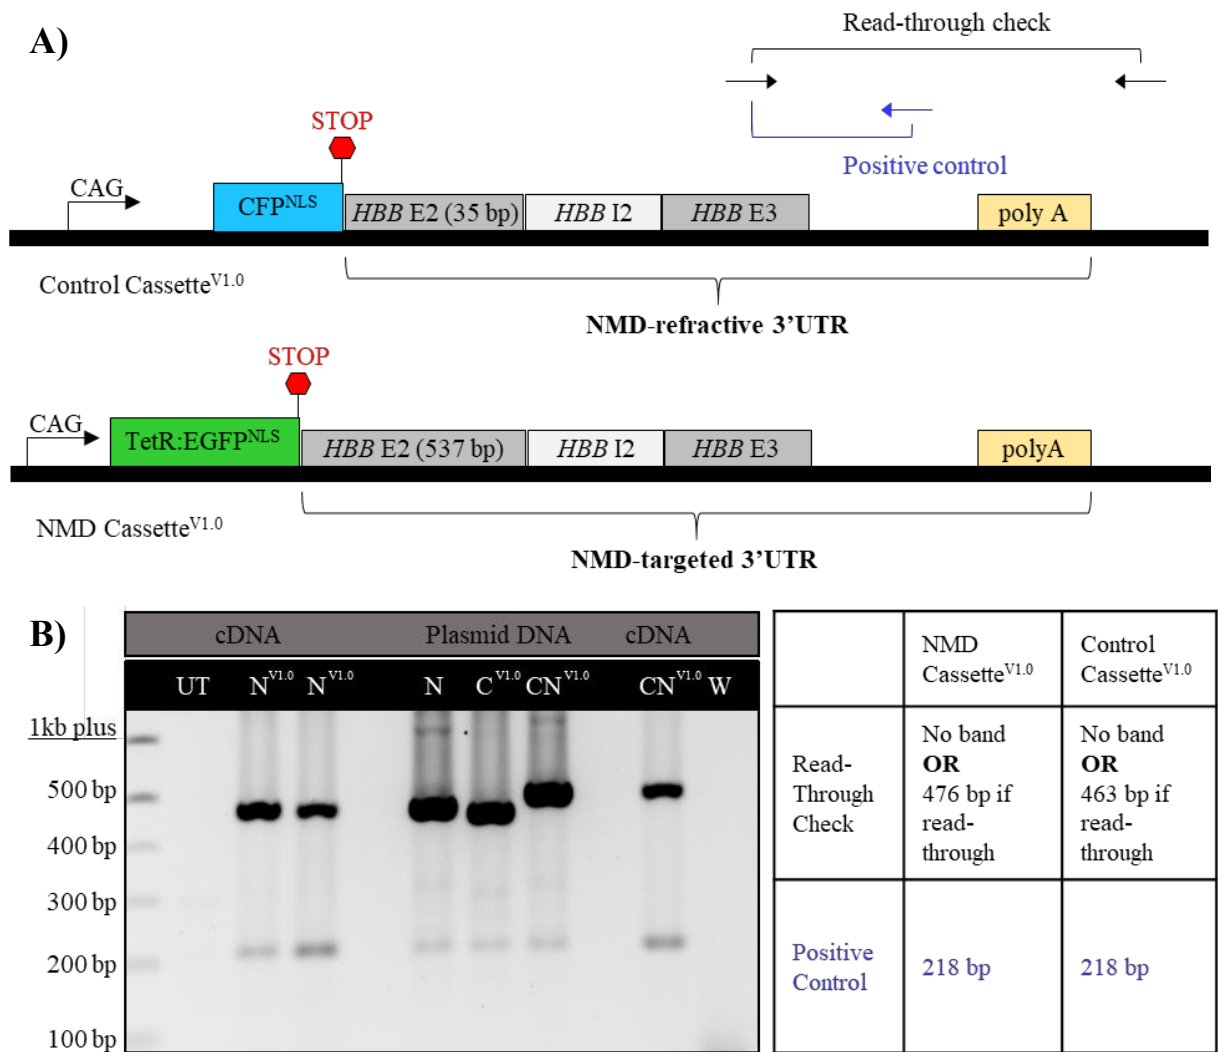 A)
Read-through check
STOP
Positive control
CAG
CFP^NLS
HBB E2 (35 bp)
HBB I2
HBB E3
poly A
Control Cassette^V1.0
NMD-refractive 3’UTR
STOP
CAG
TetR:EGFP^NLS
HBB E2 (537 bp)
HBB I2
HBB E3
polyA
NMD Cassette^V1.0
NMD-targeted 3’UTR
B)
cDNA Plasmid DNA cDNA
UT N^V1.0 N^V1.0 N C^V1.0 CN^V1.0 CN^V1.0 W
1kb plus
500 bp
400 bp
300 bp
200 bp
100 bp
NMD
Cassette^V1.0
Control
Cassette^V1.0
Read-
Through
Check
No band
OR
476 bp if
read-
through
No band
OR
463 bp if
read-
through
Positive
Control
218 bp
218 bp